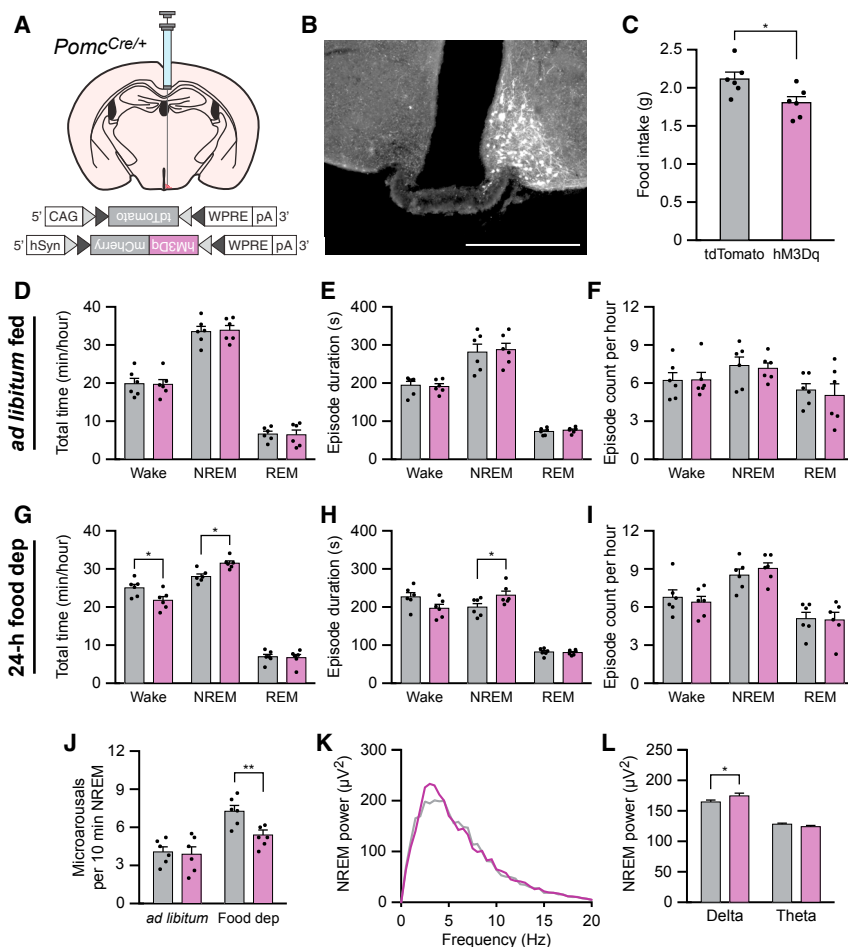 A
Pomc^Cre/+
5' CAG tdTomato WPRE pA 3'
5' hSyn mCherry hM3Dq WPRE pA 3'
B
C
Food intake (g)
2.5
2.0
1.5
1.0
0.5
0
*
tdTomato hM3Dq
ad libitum fed
D
Total time (min/hour)
40
30
20
10
0
Wake NREM REM
E
Episode duration (s)
400
300
200
100
0
Wake NREM REM
F
Episode count per hour
12
9
6
3
0
Wake NREM REM
24-h food dep
G
Total time (min/hour)
40
30
20
10
0
* *
Wake NREM REM
H
Episode duration (s)
400
300
200
100
0
*
Wake NREM REM
I
Episode count per hour
12
9
6
3
0
Wake NREM REM
J
Microarousals
per 10 min NREM
12
9
6
3
0
**
ad libitum Food dep
K
NREM power (µV²)
300
200
100
0
0 5 10 15 20
Frequency (Hz)
L
NREM power (µV²)
250
200
150
100
50
0
*
Delta Theta